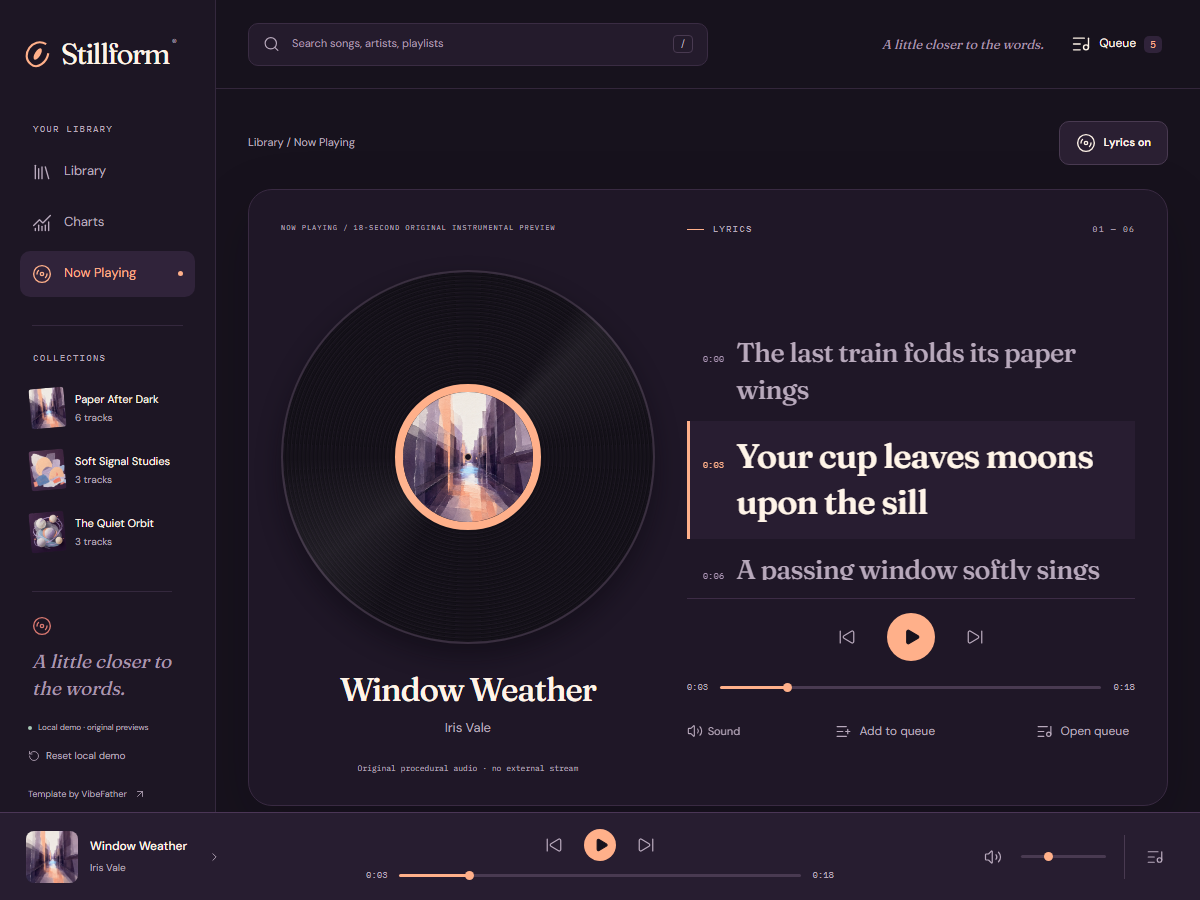 Stillform
Search songs, artists, playlists
/
A little closer to the words.
Queue 5
YOUR LIBRARY
Library
Charts
Now Playing
COLLECTIONS
Paper After Dark
6 tracks
Soft Signal Studies
3 tracks
The Quiet Orbit
3 tracks
A little closer to
the words.
Local demo · original previews
Reset local demo
Template by VibeFather
Library / Now Playing
Lyrics on
NOW PLAYING / 18-SECOND ORIGINAL INSTRUMENTAL PREVIEW
Window Weather
Iris Vale
Original procedural audio · no external stream
LYRICS
01 — 06
0:00 The last train folds its paper
wings
0:03 Your cup leaves moons
upon the sill
0:06 A passing window softly sings
0:03
0:18
Sound
Add to queue
Open queue
Window Weather
Iris Vale
0:03
0:18